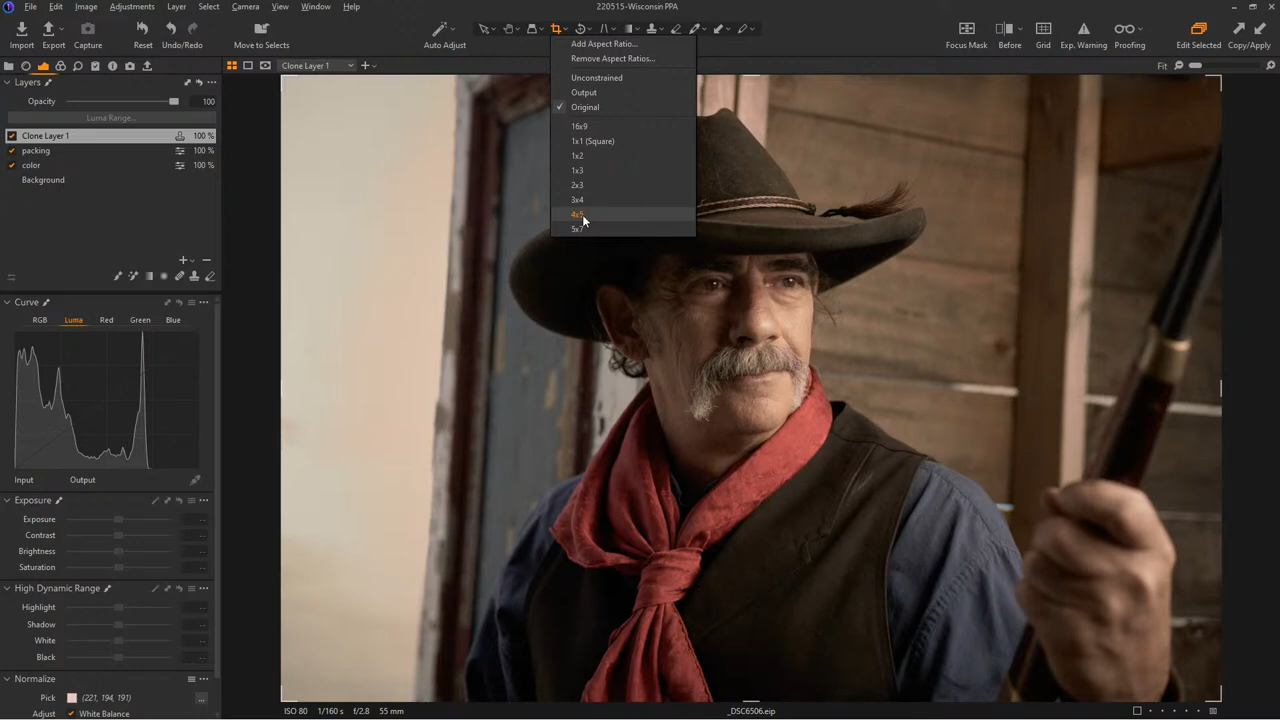 File Edit Image Adjustments Layer Select Camera View Window Help
220515-Wisconsin PPA
Import Export Capture Reset Undo/Redo Move to Selects Auto Adjust Focus Mask Before Grid Exp. Warning Proofing Edit Selected Copy/Apply
Clone Layer 1
Fit
Layers
Opacity 100
Luma Range...
Clone Layer 1 100 %
packing 100 %
color 100 %
Background
Add Aspect Ratio...
Remove Aspect Ratios...
Unconstrained
Output
Original
16x9
1x1 (Square)
1x2
1x3
2x3
3x4
4x5
5x7
Curve
RGB Luma Red Green Blue
Input Output
Exposure
Exposure
Contrast
Brightness
Saturation
High Dynamic Range
Highlight
Shadow
White
Black
Normalize
Pick (221, 194, 191)
Adjust White Balance
ISO 80 1/160 s f/2.8 55 mm
_DSC6506.eip